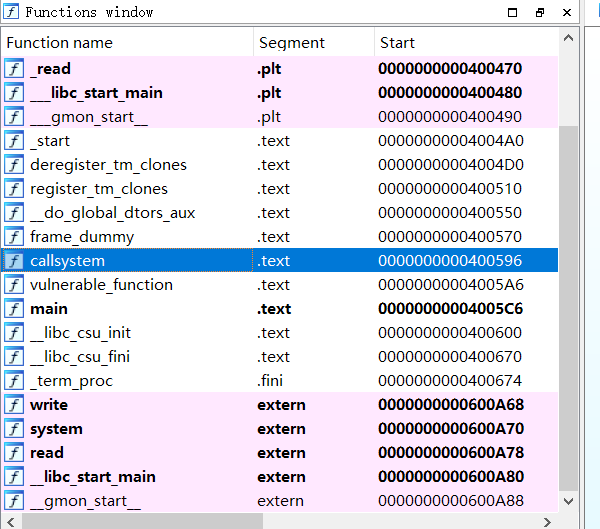 Functions window
Function name Segment Start
_read .plt 0000000000400470
___libc_start_main .plt 0000000000400480
___gmon_start__ .plt 0000000000400490
_start .text 00000000004004A0
deregister_tm_clones .text 00000000004004D0
register_tm_clones .text 0000000000400510
__do_global_dtors_aux .text 0000000000400550
frame_dummy .text 0000000000400570
callsystem .text 0000000000400596
vulnerable_function .text 00000000004005A6
main .text 00000000004005C6
__libc_csu_init .text 0000000000400600
__libc_csu_fini .text 0000000000400670
_term_proc .fini 0000000000400674
write extern 0000000000600A68
system extern 0000000000600A70
read extern 0000000000600A78
__libc_start_main extern 0000000000600A80
__gmon_start__ extern 0000000000600A88